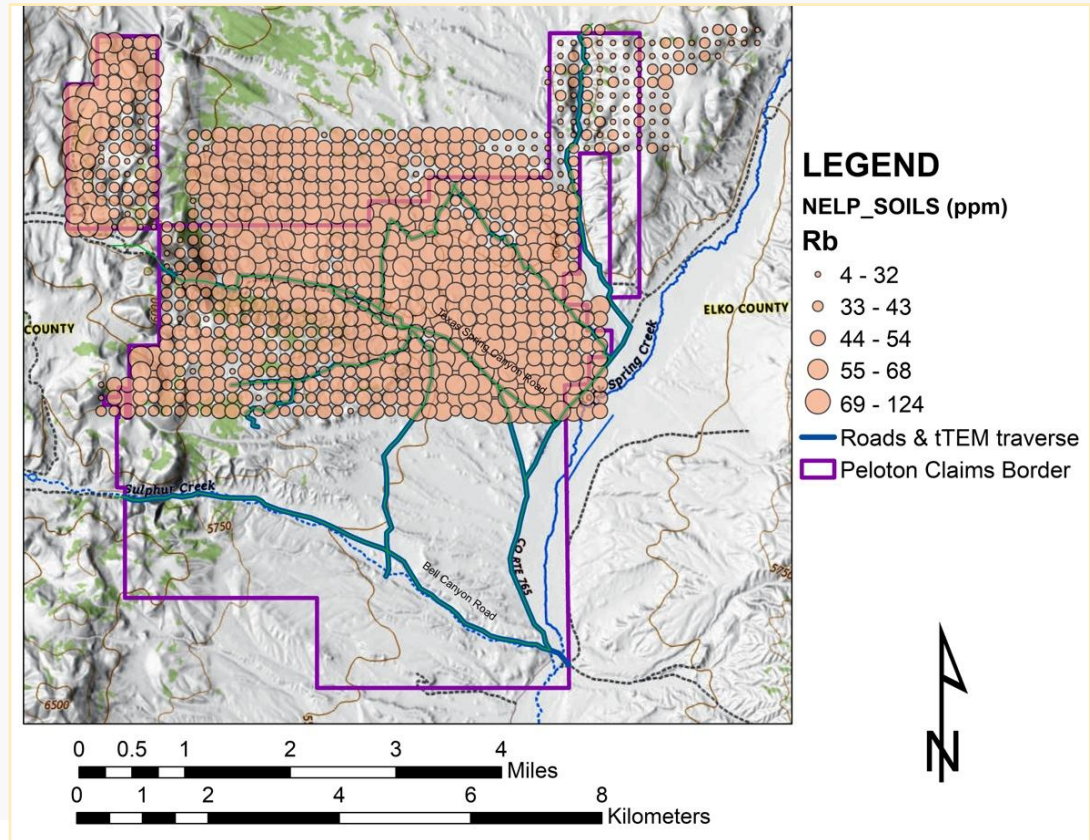 COUNTY
6000
Texas Spring Canyon Road
Spring Creek
ELKO COUNTY
Sulphur Creek
5750
Co RTE 765
Bell Canyon Road
6500
LEGEND
NELP_SOILS (ppm)
Rb
4 - 32
33 - 43
44 - 54
55 - 68
69 - 124
Roads & tTEM traverse
Peloton Claims Border
0 0.5 1 2 3 4
Miles
0 1 2 4 6 8
Kilometers
N